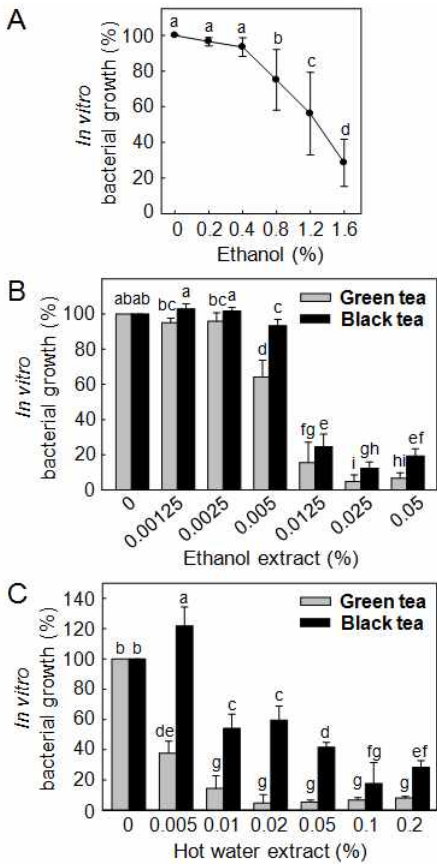 A
In vitro
bacterial growth (%)
100
80
60
40
20
0
a
a
a
b
c
d
0 0.2 0.4 0.8 1.2 1.6
Ethanol (%)
B
In vitro
bacterial growth (%)
100
80
60
40
20
0
Green tea
Black tea
abab bc a bc a d c fg e i gh hi ef
0 0.00125 0.0025 0.005 0.0125 0.025 0.05
Ethanol extract (%)
C
In vitro
bacterial growth (%)
140
120
100
80
60
40
20
0
Green tea
Black tea
b b de a g c g c g d g fg g ef
0 0.005 0.01 0.02 0.05 0.1 0.2
Hot water extract (%)